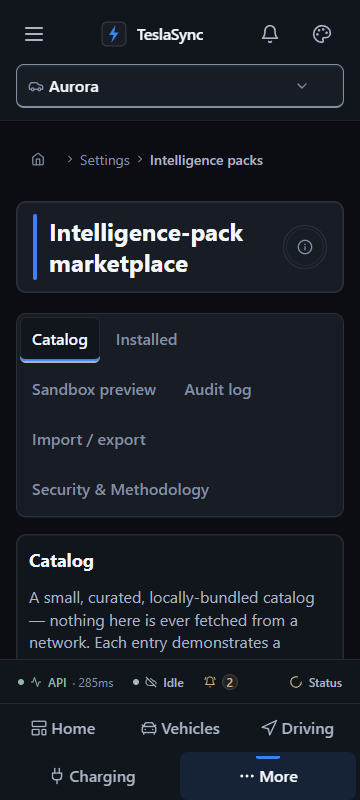 TeslaSync
Aurora
Settings > Intelligence packs
Intelligence-pack
marketplace
Catalog
Installed
Sandbox preview
Audit log
Import / export
Security & Methodology
Catalog
A small, curated, locally-bundled catalog
— nothing here is ever fetched from a
network. Each entry demonstrates a
API · 285ms
Idle
2
Status
Home
Vehicles
Driving
Charging
More